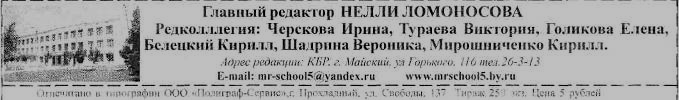 Главный редактор НЕЛЛИ ЛОМОНОСОВА
Редколллегия: Черскова Ирина, Тураева Виктория, Голикова Елена,
Белецкий Кирилл, Шадрина Вероника, Мирошниченко Кирилл.
Адрес редакции: КБР. г. Майский. ул Горького. 116 тел.26-3-13
E-mail: mr-school5@yandex.ru www.mrschool5.by.ru
Отпечатано в типографии ООО «Полиграф-Сервис»,г. Прохладный, ул. Свободы, 137 Тираж экз. Цена 5 рублей